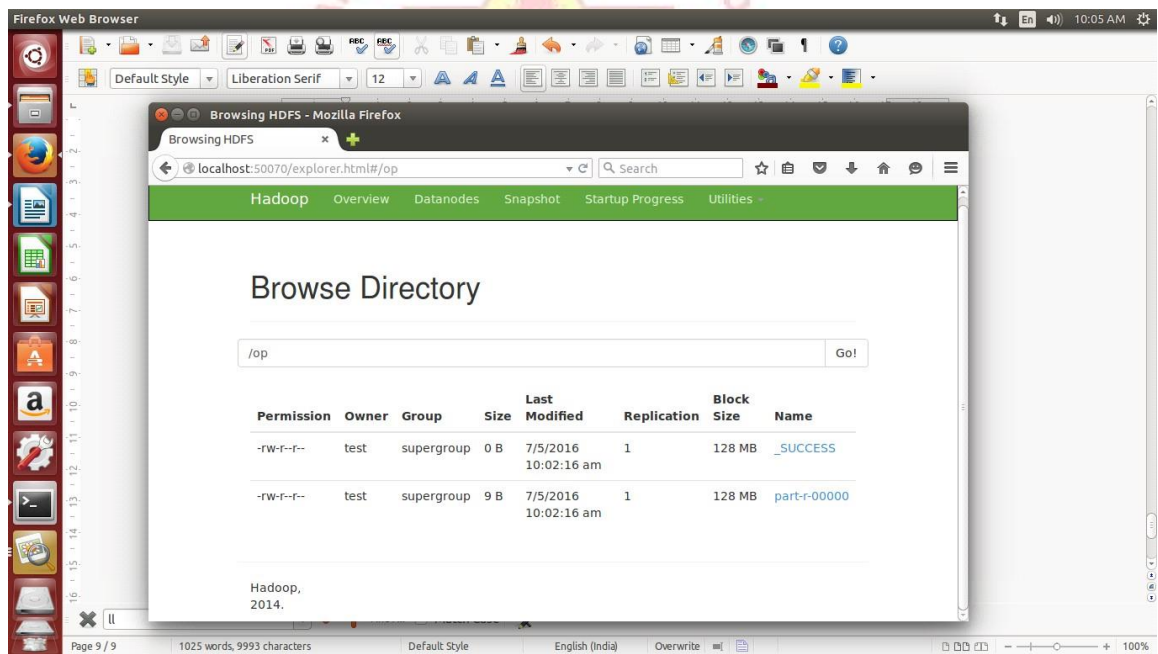 Firefox Web Browser
En
10:05 AM
Default Style
Liberation Serif
12
Browsing HDFS - Mozilla Firefox
Browsing HDFS
localhost:50070/explorer.html#/op
Search
Hadoop Overview Datanodes Snapshot Startup Progress Utilities
Browse Directory
/op
Go!
Permission Owner Group Size Last Modified Replication Block Size Name
-rw-r--r-- test supergroup 0 B 7/5/2016 10:02:16 am 1 128 MB _SUCCESS
-rw-r--r-- test supergroup 9 B 7/5/2016 10:02:16 am 1 128 MB part-r-00000
Hadoop,
2014.
ll
Page 9 / 9 1025 words, 9993 characters Default Style English (India) Overwrite 100%